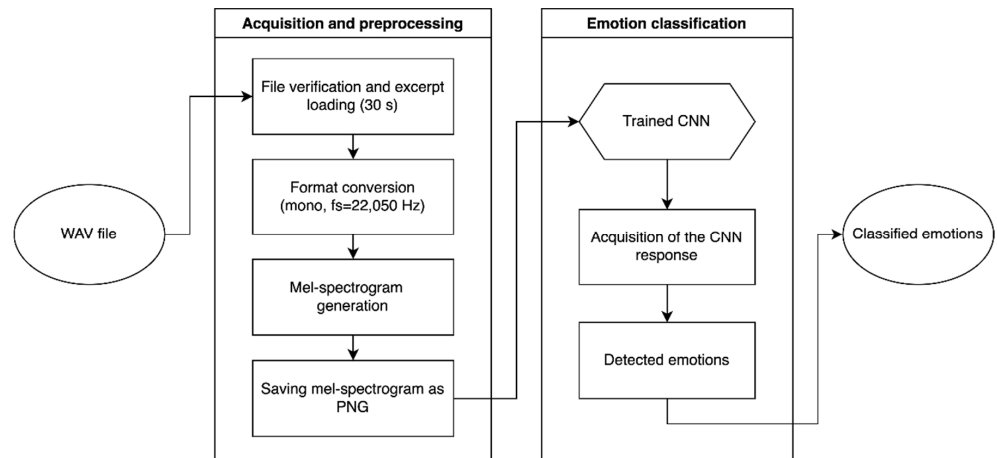 Acquisition and preprocessing
File verification and excerpt
loading (30 s)
Format conversion
(mono, fs=22,050 Hz)
Mel-spectrogram
generation
Saving mel-spectrogram as
PNG
WAV file
Emotion classification
Trained CNN
Acquisition of the CNN
response
Detected emotions
Classified emotions